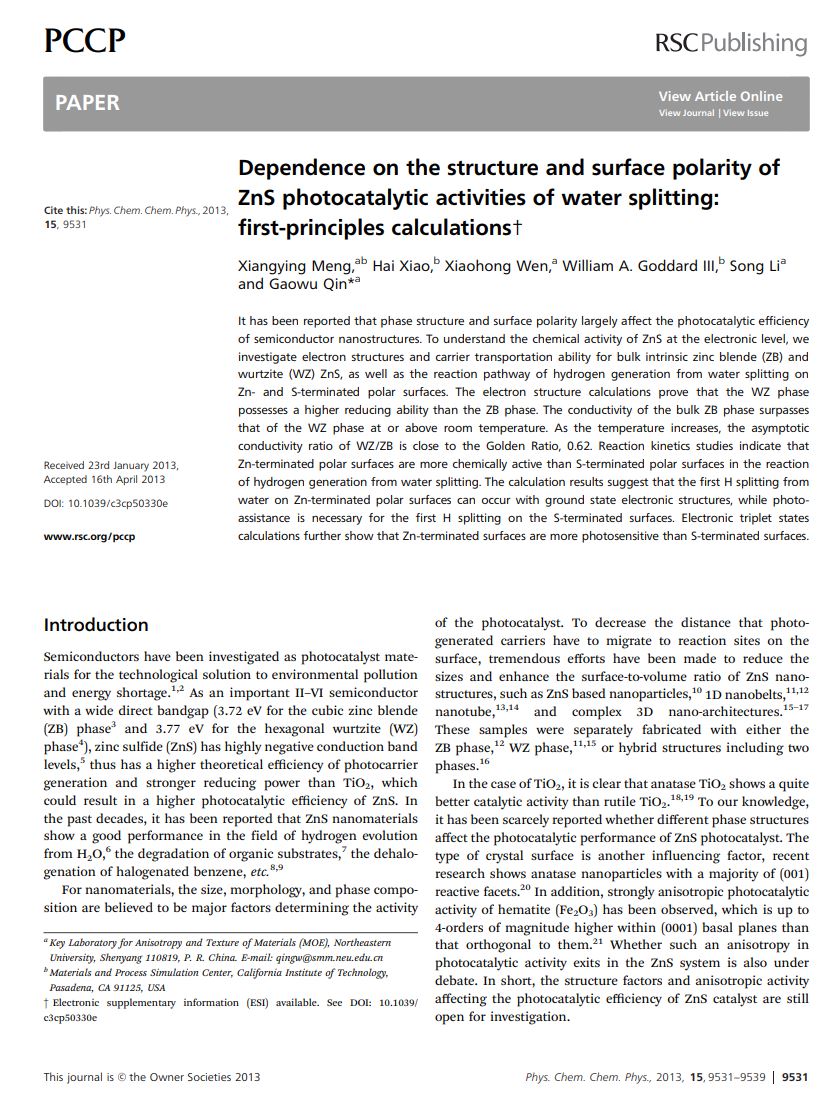 PCCP
RSCPublishing
PAPER
View Article Online
View Journal | View Issue
Cite this: Phys. Chem. Chem. Phys., 2013,
15, 9531
Dependence on the structure and surface polarity of
ZnS photocatalytic activities of water splitting:
first-principles calculations†
Xiangying Meng,ab Hai Xiao,b Xiaohong Wen,a William A. Goddard III,b Song Lia
and Gaowu Qin*a
It has been reported that phase structure and surface polarity largely affect the photocatalytic efficiency
of semiconductor nanostructures. To understand the chemical activity of ZnS at the electronic level, we
investigate electron structures and carrier transportation ability for bulk intrinsic zinc blende (ZB) and
wurtzite (WZ) ZnS, as well as the reaction pathway of hydrogen generation from water splitting on
Zn- and S-terminated polar surfaces. The electron structure calculations prove that the WZ phase
possesses a higher reducing ability than the ZB phase. The conductivity of the bulk ZB phase surpasses
that of the WZ phase at or above room temperature. As the temperature increases, the asymptotic
conductivity ratio of WZ/ZB is close to the Golden Ratio, 0.62. Reaction kinetics studies indicate that
Zn-terminated polar surfaces are more chemically active than S-terminated polar surfaces in the reaction
of hydrogen generation from water splitting. The calculation results suggest that the first H splitting from
water on Zn-terminated polar surfaces can occur with ground state electronic structures, while photo-
assistance is necessary for the first H splitting on the S-terminated surfaces. Electronic triplet states
calculations further show that Zn-terminated surfaces are more photosensitive than S-terminated surfaces.
Received 23rd January 2013,
Accepted 16th April 2013
DOI: 10.1039/c3cp50330e
www.rsc.org/pccp
Introduction
Semiconductors have been investigated as photocatalyst mate-
rials for the technological solution to environmental pollution
and energy shortage.1,2 As an important II–VI semiconductor
with a wide direct bandgap (3.72 eV for the cubic zinc blende
(ZB) phase3 and 3.77 eV for the hexagonal wurtzite (WZ)
phase4), zinc sulfide (ZnS) has highly negative conduction band
levels,5 thus has a higher theoretical efficiency of photocarrier
generation and stronger reducing power than TiO2, which
could result in a higher photocatalytic efficiency of ZnS. In
the past decades, it has been reported that ZnS nanomaterials
show a good performance in the field of hydrogen evolution
from H2O,6 the degradation of organic substrates,7 the dehalo-
genation of halogenated benzene, etc.8,9
For nanomaterials, the size, morphology, and phase compo-
sition are believed to be major factors determining the activity
a Key Laboratory for Anisotropy and Texture of Materials (MOE), Northeastern
University, Shenyang 110819, P. R. China. E-mail: qingw@smm.neu.edu.cn
b Materials and Process Simulation Center, California Institute of Technology,
Pasadena, CA 91125, USA
† Electronic supplementary information (ESI) available. See DOI: 10.1039/
c3cp50330e
of the photocatalyst. To decrease the distance that photo-
generated carriers have to migrate to reaction sites on the
surface, tremendous efforts have been made to reduce the
sizes and enhance the surface-to-volume ratio of ZnS nano-
structures, such as ZnS based nanoparticles,10 1D nanobelts,11,12
nanotube,13,14 and complex 3D nano-architectures.15–17
These samples were separately fabricated with either the
ZB phase,12 WZ phase,11,15 or hybrid structures including two
phases.16
In the case of TiO2, it is clear that anatase TiO2 shows a quite
better catalytic activity than rutile TiO2.18,19 To our knowledge,
it has been scarcely reported whether different phase structures
affect the photocatalytic performance of ZnS photocatalyst. The
type of crystal surface is another influencing factor, recent
research shows anatase nanoparticles with a majority of (001)
reactive facets.20 In addition, strongly anisotropic photocatalytic
activity of hematite (Fe2O3) has been observed, which is up to
4-orders of magnitude higher within (0001) basal planes than
that orthogonal to them.21 Whether such an anisotropy in
photocatalytic activity exits in the ZnS system is also under
debate. In short, the structure factors and anisotropic activity
affecting the photocatalytic efficiency of ZnS catalyst are still
open for investigation.
This journal is © the Owner Societies 2013
Phys. Chem. Chem. Phys., 2013, 15, 9531–9539 | 9531